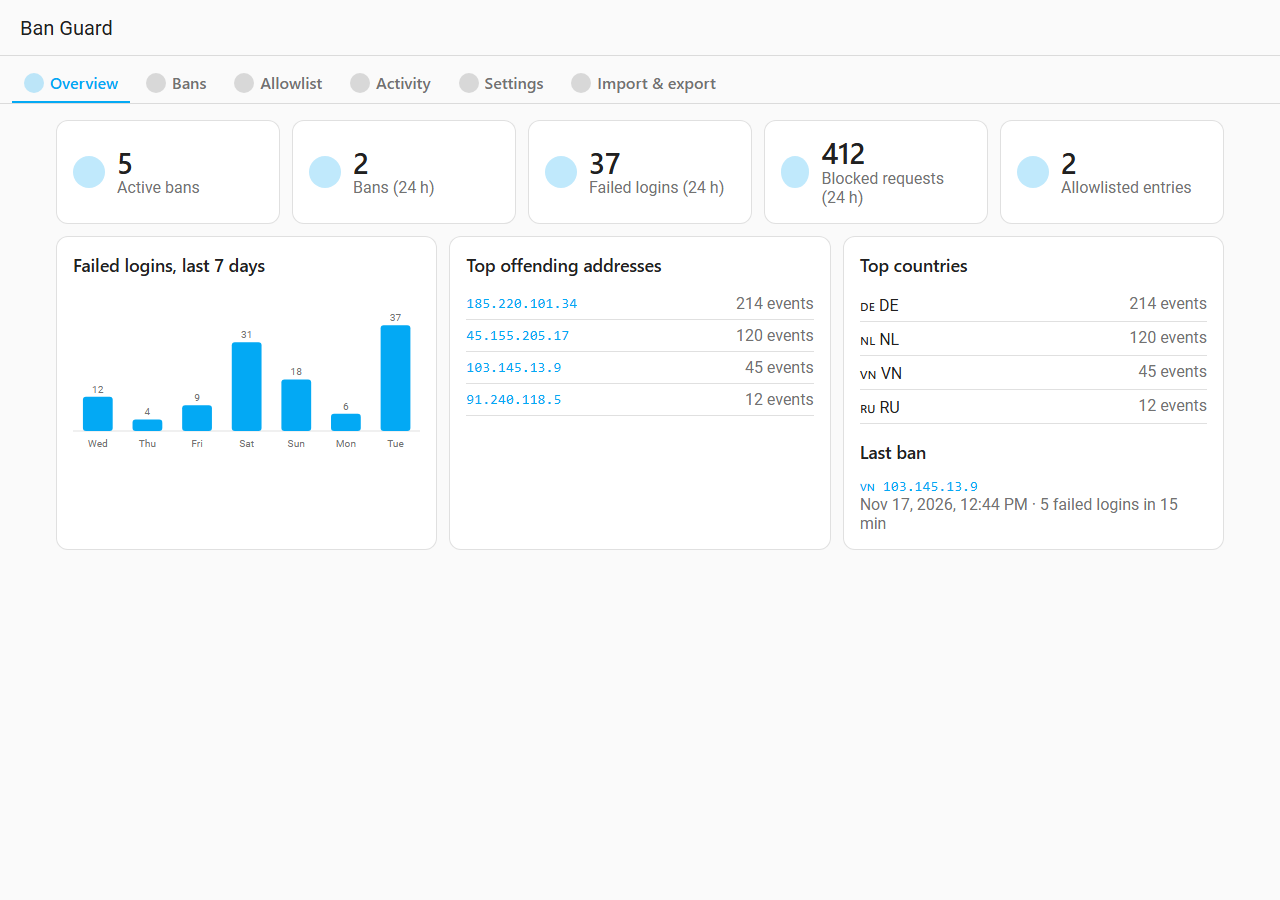 Ban Guard
Overview
Bans
Allowlist
Activity
Settings
Import & export
5
Active bans
2
Bans (24 h)
37
Failed logins (24 h)
412
Blocked requests
(24 h)
2
Allowlisted entries
Failed logins, last 7 days
12
4
9
31
18
6
37
Wed
Thu
Fri
Sat
Sun
Mon
Tue
Top offending addresses
185.220.101.34 214 events
45.155.205.17 120 events
103.145.13.9 45 events
91.240.118.5 12 events
Top countries
DE DE 214 events
NL NL 120 events
VN VN 45 events
RU RU 12 events
Last ban
VN 103.145.13.9
Nov 17, 2026, 12:44 PM · 5 failed logins in 15
min